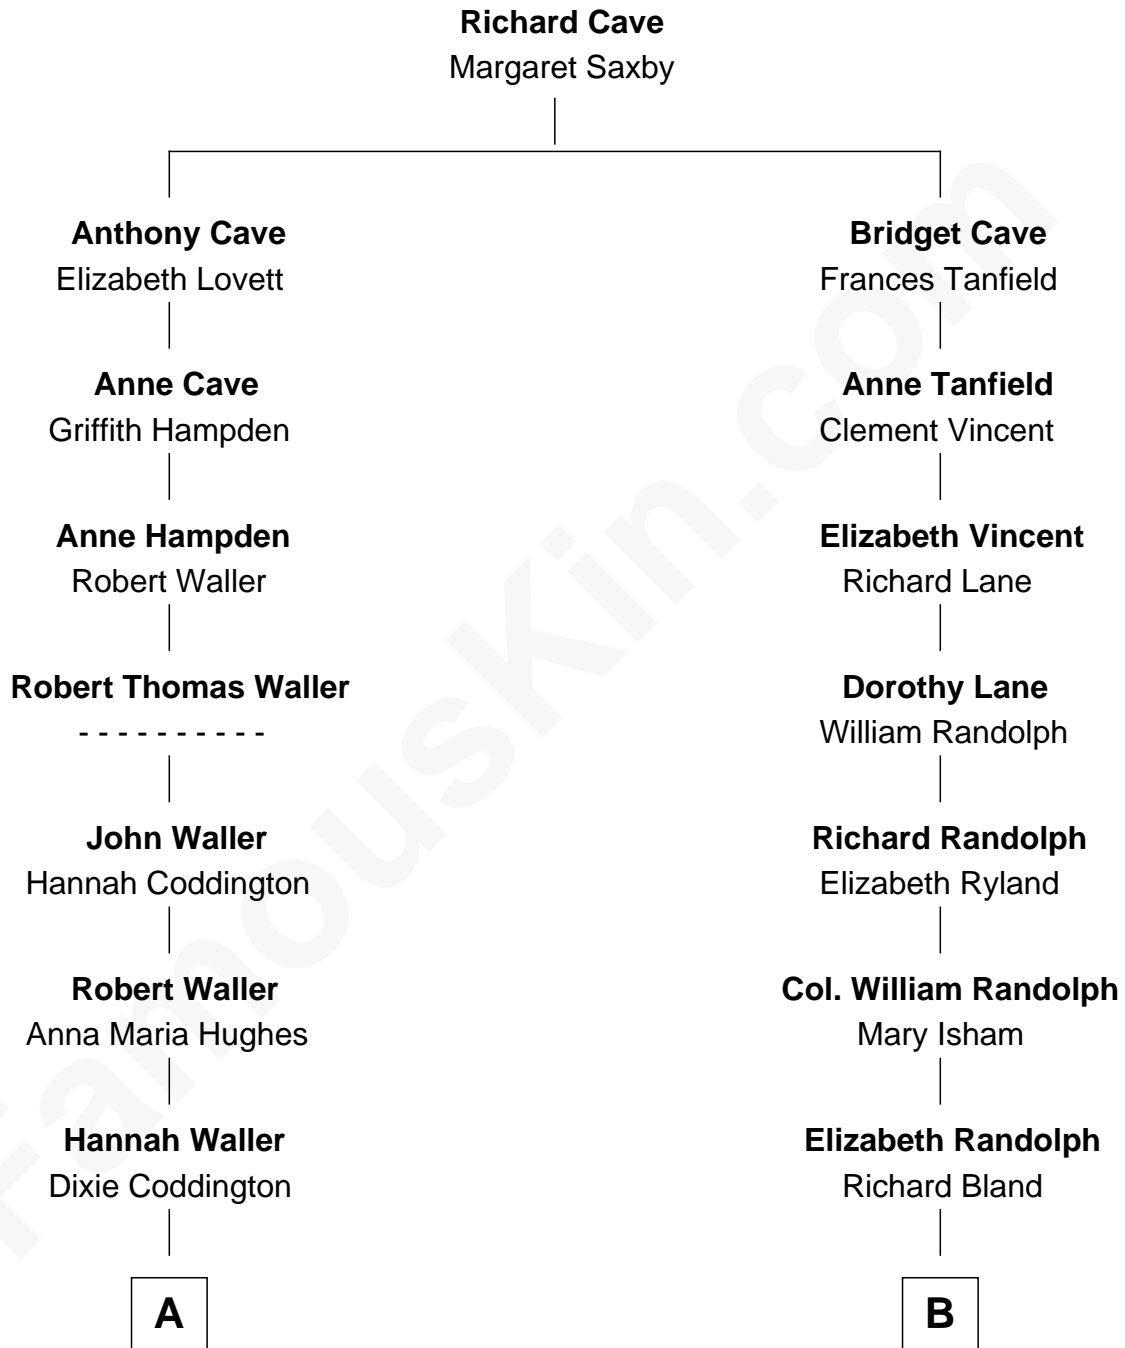 Richard Cave
Margaret Saxby
Anthony Cave
Elizabeth Lovett
Bridget Cave
Frances Tanfield
Anne Cave
Griffith Hampden
Anne Tanfield
Clement Vincent
Anne Hampden
Robert Waller
Elizabeth Vincent
Richard Lane
Robert Thomas Waller
- - - - - - - - - -
Dorothy Lane
William Randolph
John Waller
Hannah Coddington
Richard Randolph
Elizabeth Ryland
Robert Waller
Anna Maria Hughes
Col. William Randolph
Mary Isham
Hannah Waller
Dixie Coddington
Elizabeth Randolph
Richard Bland
A
B
FamousKin.com